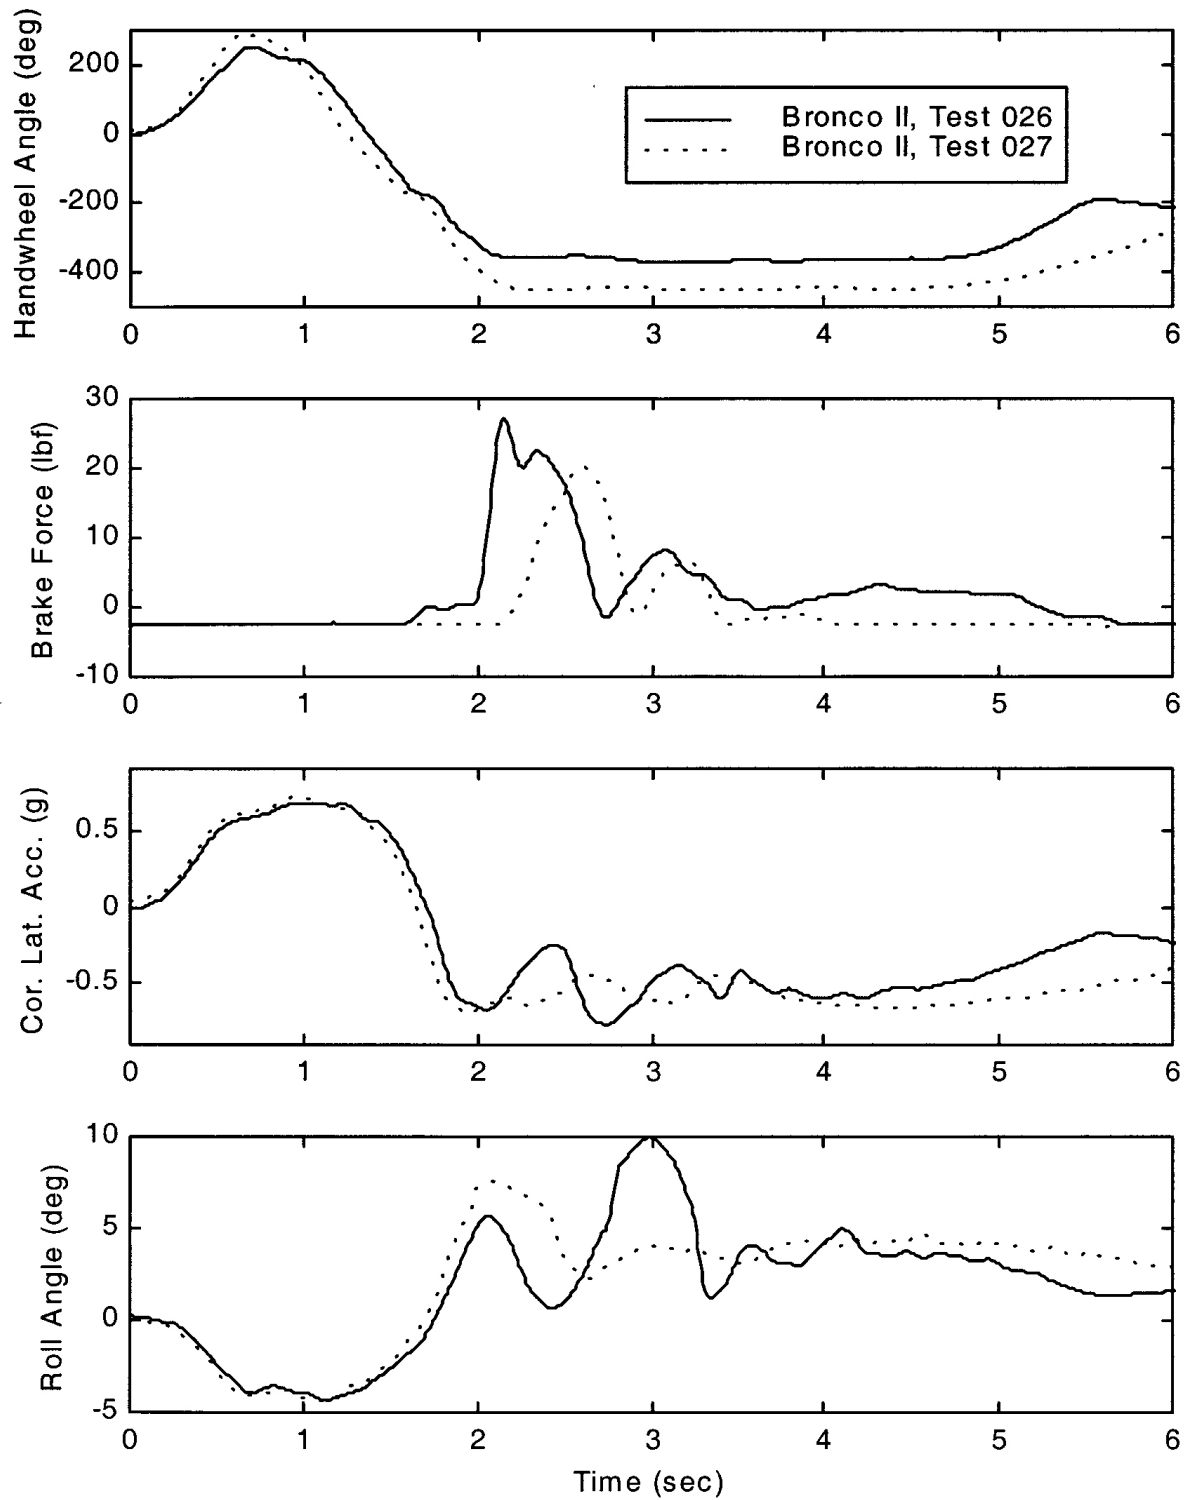 Handwheel Angle (deg)
200
0
-200
-400
Bronco II, Test 026
Bronco II, Test 027
0 1 2 3 4 5 6
Brake Force (lbf)
30
20
10
0
-10
0 1 2 3 4 5 6
Cor. Lat. Acc. (g)
0.5
0
-0.5
0 1 2 3 4 5 6
Roll Angle (deg)
10
5
0
-5
0 1 2 3 4 5 6
Time (sec)